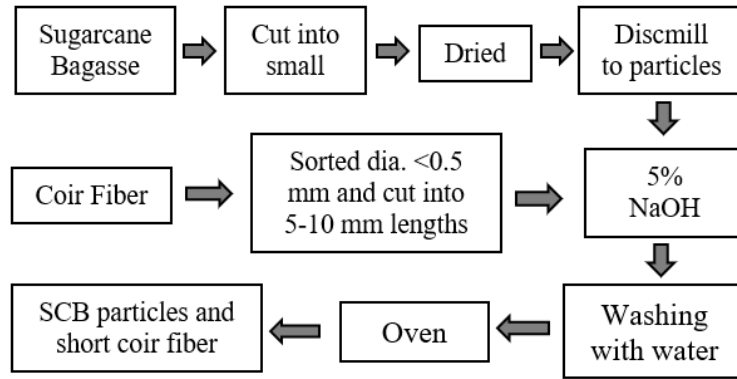 Sugarcane
Bagasse
Cut into
small
Dried
Discmill
to particles
Coir Fiber
Sorted dia. <0.5
mm and cut into
5-10 mm lengths
5%
NaOH
SCB particles and
short coir fiber
Oven
Washing
with water